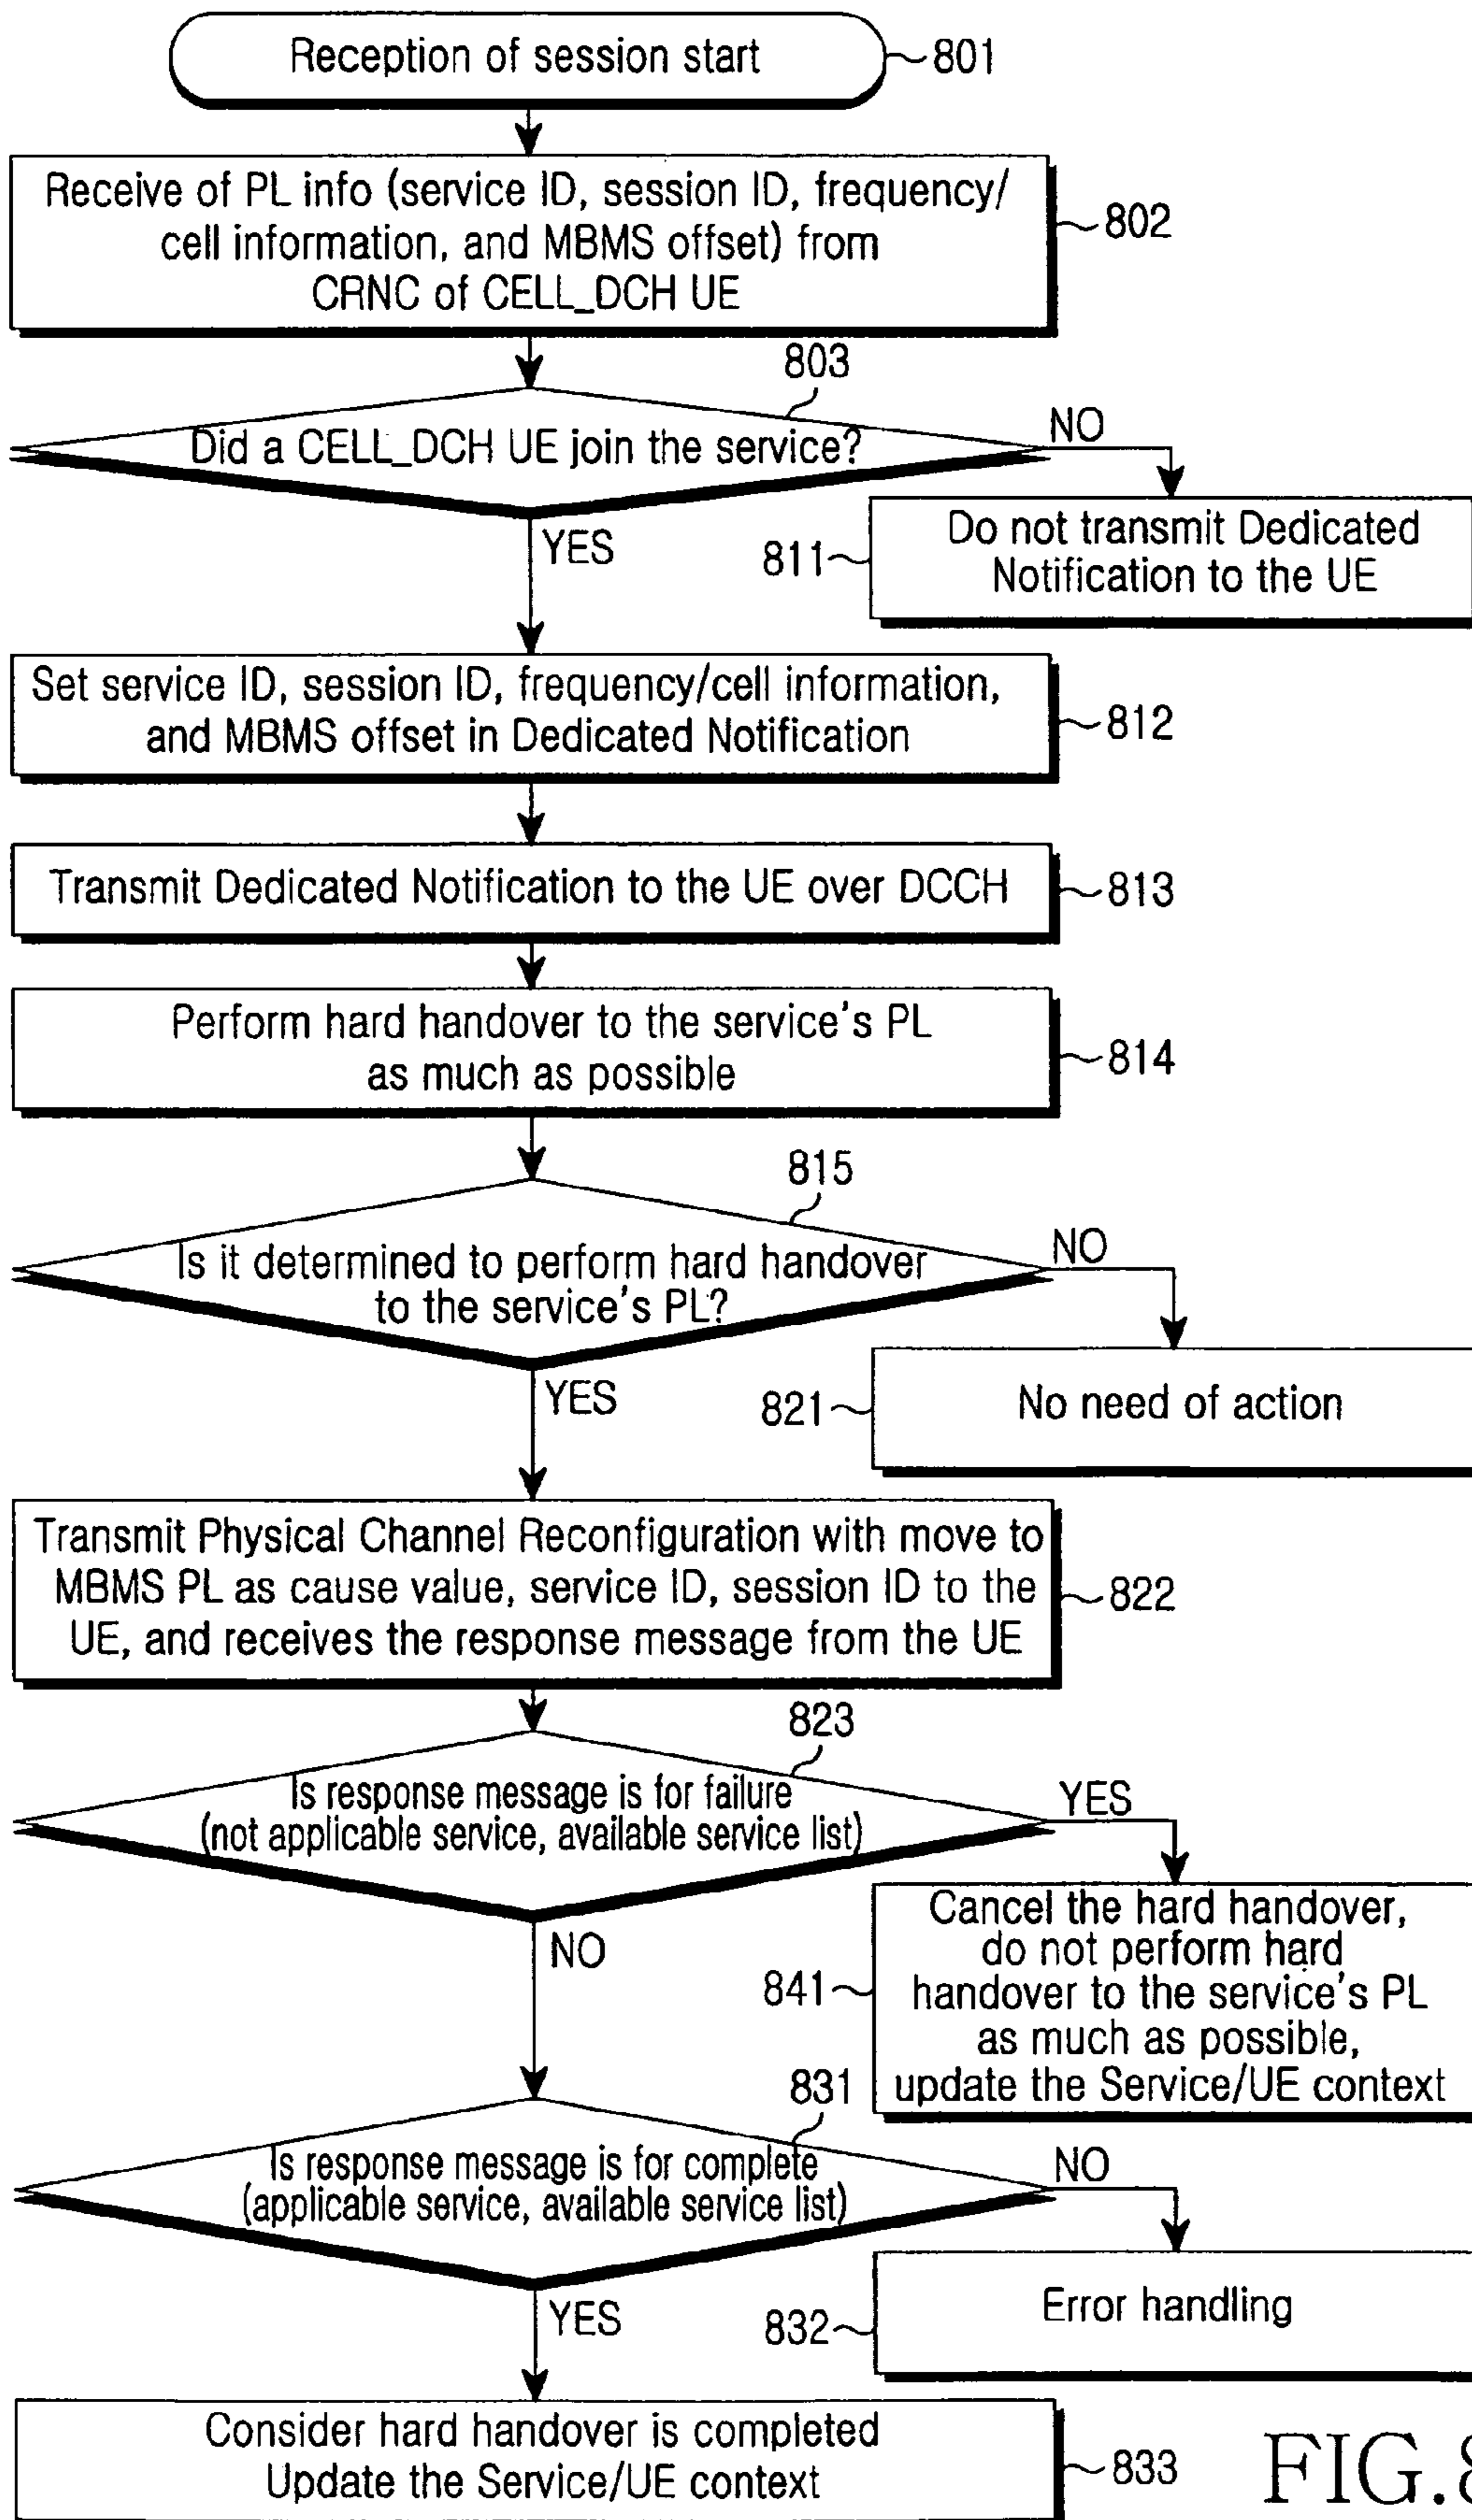 Reception of session start
801
Receive of PL info (service ID, session ID, frequency/
cell information, and MBMS offset) from
CRNC of CELL_DCH UE
802
803
Did a CELL_DCH UE join the service?
NO
YES
811
Do not transmit Dedicated
Notification to the UE
Set service ID, session ID, frequency/cell information,
and MBMS offset in Dedicated Notification
812
Transmit Dedicated Notification to the UE over DCCH
813
Perform hard handover to the service's PL
as much as possible
814
815
Is it determined to perform hard handover
to the service's PL?
NO
YES
821
No need of action
Transmit Physical Channel Reconfiguration with move to
MBMS PL as cause value, service ID, session ID to the
UE, and receives the response message from the UE
822
823
Is response message is for failure
(not applicable service, available service list)
YES
NO
841
Cancel the hard handover,
do not perform hard
handover to the service's PL
as much as possible,
update the Service/UE context
831
Is response message is for complete
(applicable service, available service list)
NO
YES
832
Error handling
Consider hard handover is completed
Update the Service/UE context
833
FIG.8